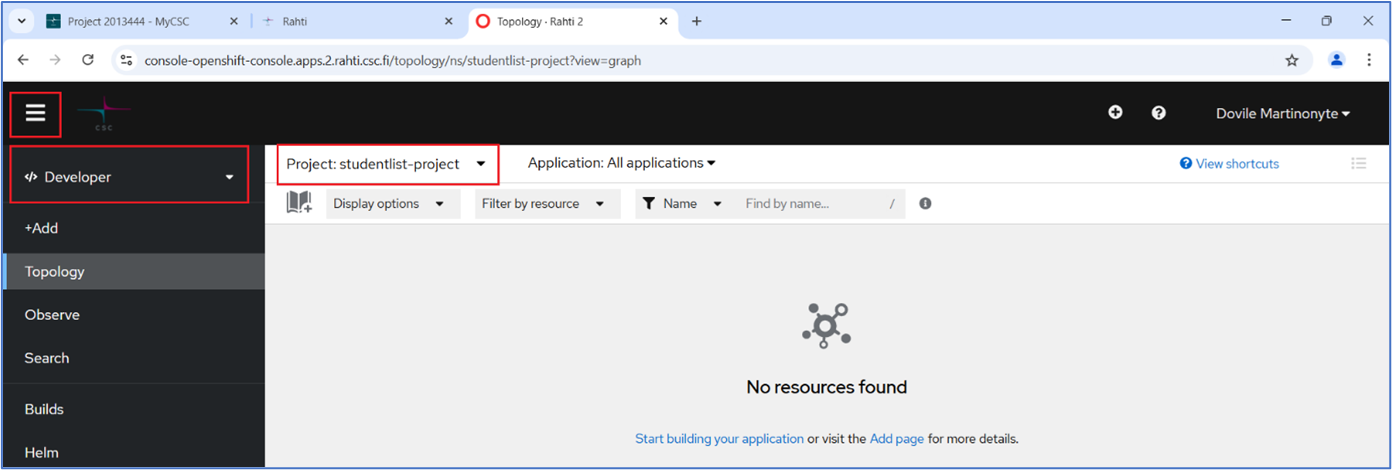 Project 2013444 - MyCSC
Rahti
Topology · Rahti 2
console-openshift-console.apps.2.rahti.csc.fi/topology/ns/studentlist-project?view=graph
CSC
Dovile Martinonyte
Developer
Project: studentlist-project
Application: All applications
View shortcuts
Display options
Filter by resource
Name
Find by name...
/
+Add
Topology
Observe
Search
Builds
Helm
No resources found
Start building your application or visit the Add page for more details.